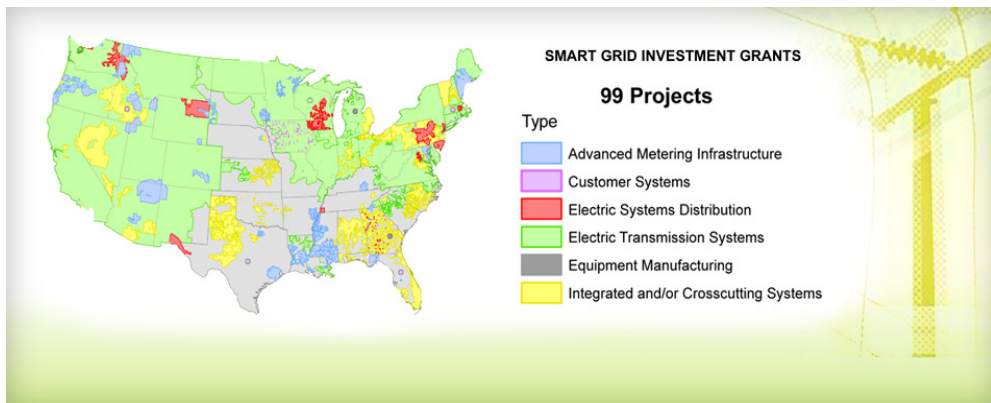 SMART GRID INVESTMENT GRANTS
99 Projects
Type
Advanced Metering Infrastructure
Customer Systems
Electric Systems Distribution
Electric Transmission Systems
Equipment Manufacturing
Integrated and/or Crosscutting Systems